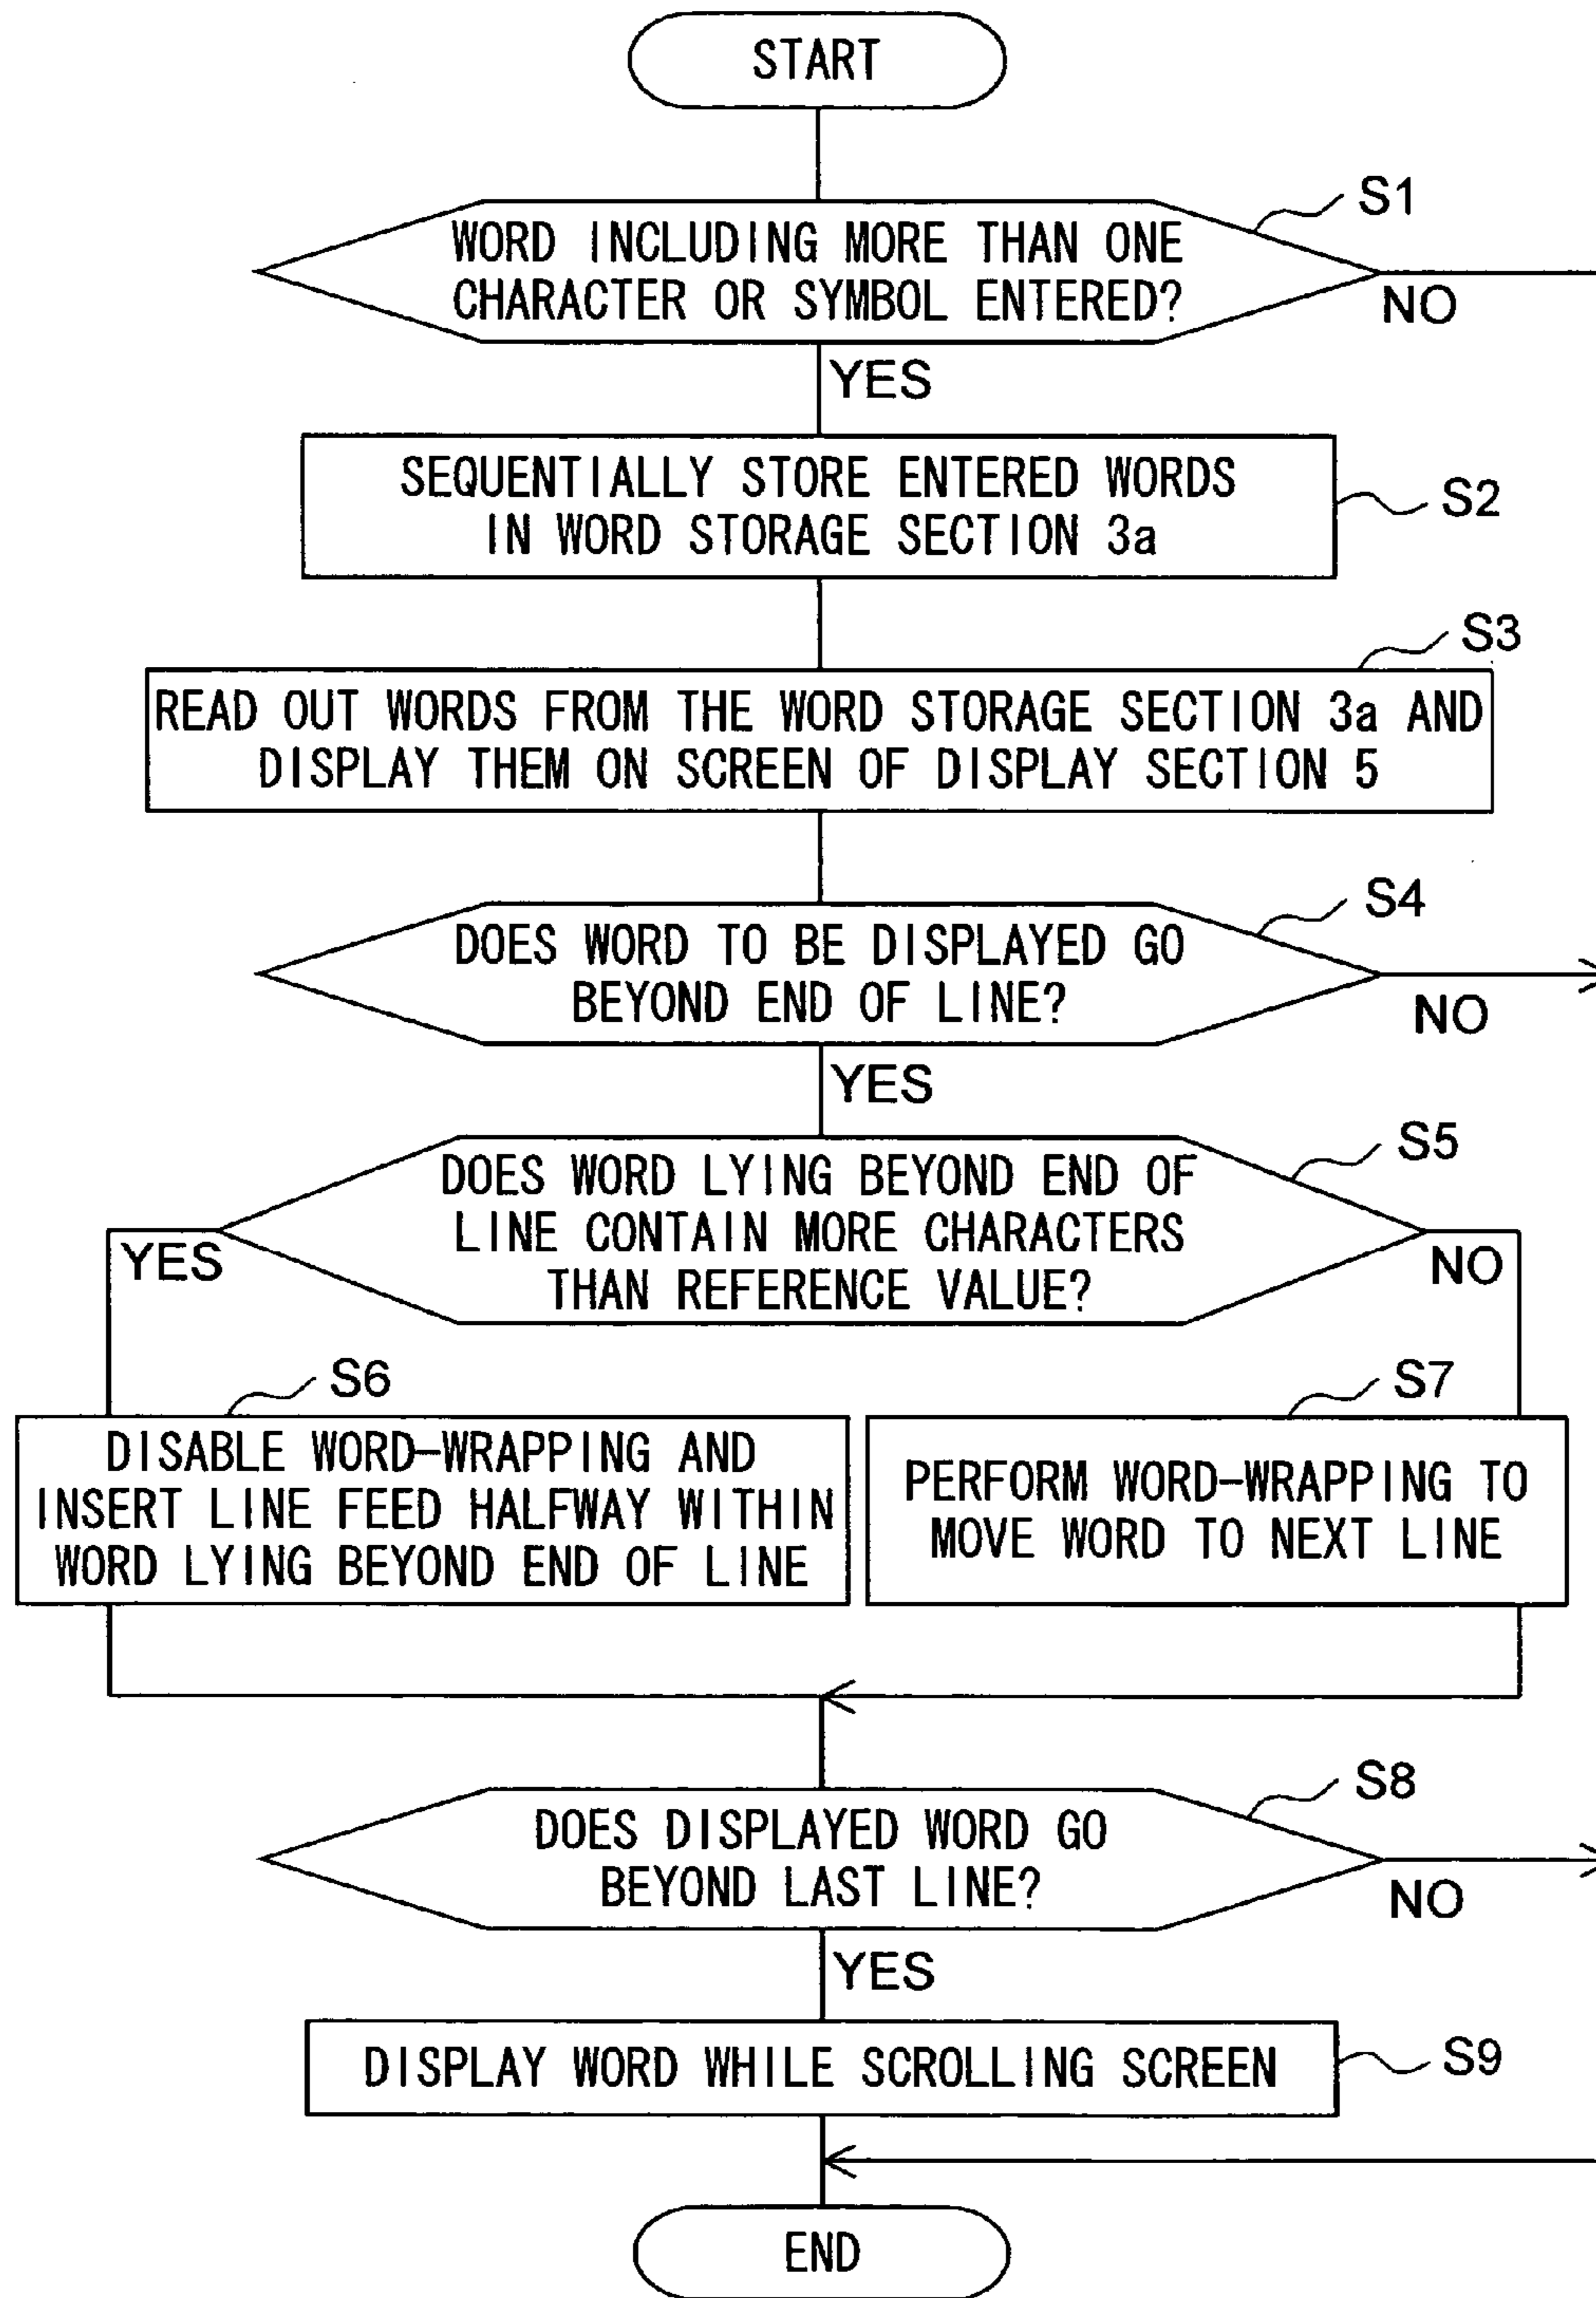 START
S1
WORD INCLUDING MORE THAN ONE
CHARACTER OR SYMBOL ENTERED?
NO
YES
SEQUENTIALLY STORE ENTERED WORDS
IN WORD STORAGE SECTION 3a
S2
S3
READ OUT WORDS FROM THE WORD STORAGE SECTION 3a AND
DISPLAY THEM ON SCREEN OF DISPLAY SECTION 5
S4
DOES WORD TO BE DISPLAYED GO
BEYOND END OF LINE?
NO
YES
S5
DOES WORD LYING BEYOND END OF
LINE CONTAIN MORE CHARACTERS
THAN REFERENCE VALUE?
YES
NO
S6
S7
DISABLE WORD-WRAPPING AND
INSERT LINE FEED HALFWAY WITHIN
WORD LYING BEYOND END OF LINE
PERFORM WORD-WRAPPING TO
MOVE WORD TO NEXT LINE
S8
DOES DISPLAYED WORD GO
BEYOND LAST LINE?
NO
YES
DISPLAY WORD WHILE SCROLLING SCREEN
S9
END